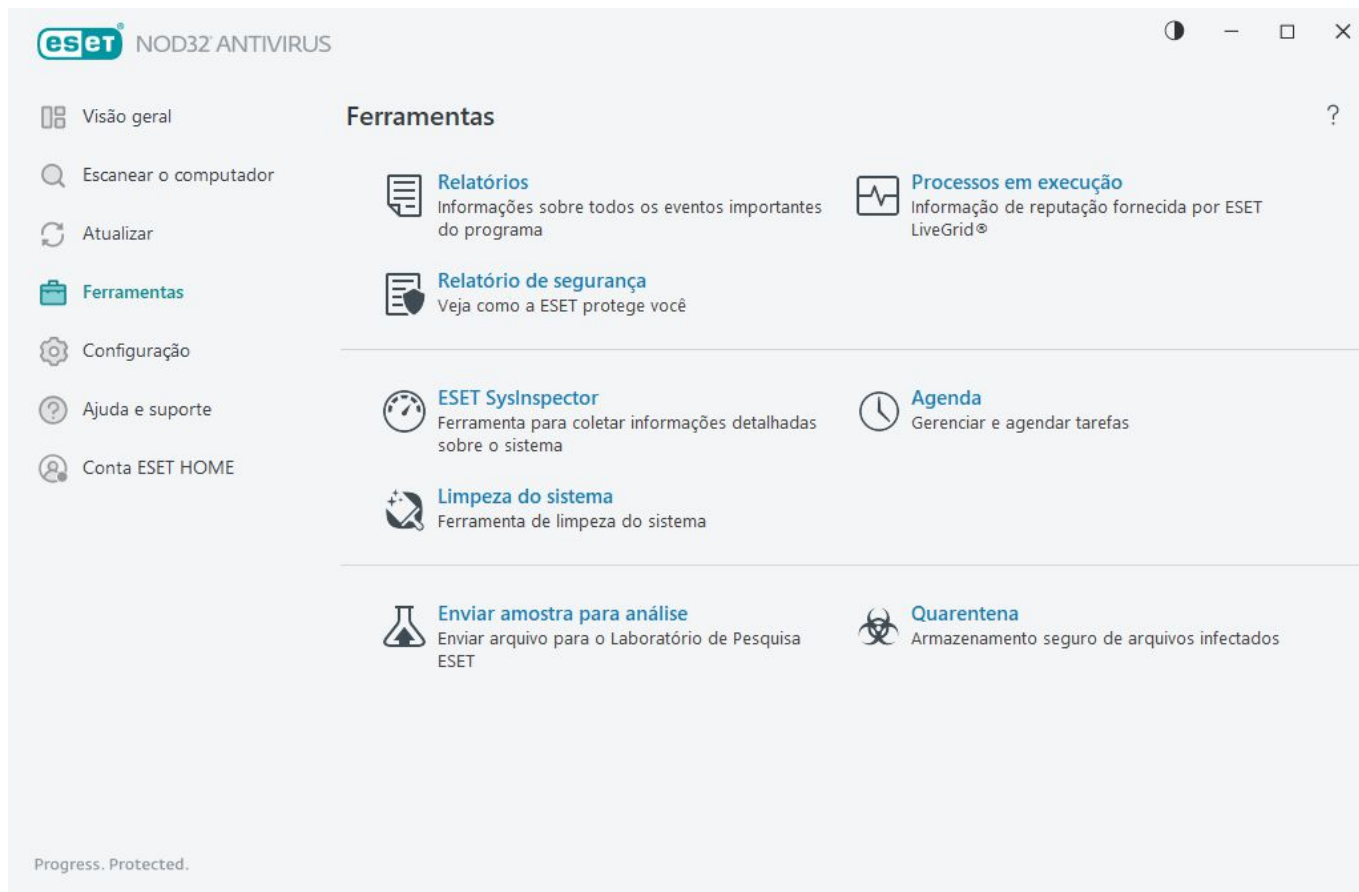 eset® NOD32® ANTIVIRUS
Visão geral
Escanear o computador
Atualizar
Ferramentas
Configuração
Ajuda e suporte
Conta ESET HOME
Ferramentas
?
Relatórios
Informações sobre todos os eventos importantes
do programa
Processos em execução
Informação de reputação fornecida por ESET
LiveGrid®
Relatório de segurança
Veja como a ESET protege você
ESET SysInspector
Ferramenta para coletar informações detalhadas
sobre o sistema
Agenda
Gerenciar e agendar tarefas
Limpeza do sistema
Ferramenta de limpeza do sistema
Enviar amostra para análise
Enviar arquivo para o Laboratório de Pesquisa
ESET
Quarentena
Armazenamento seguro de arquivos infectados
Progress. Protected.